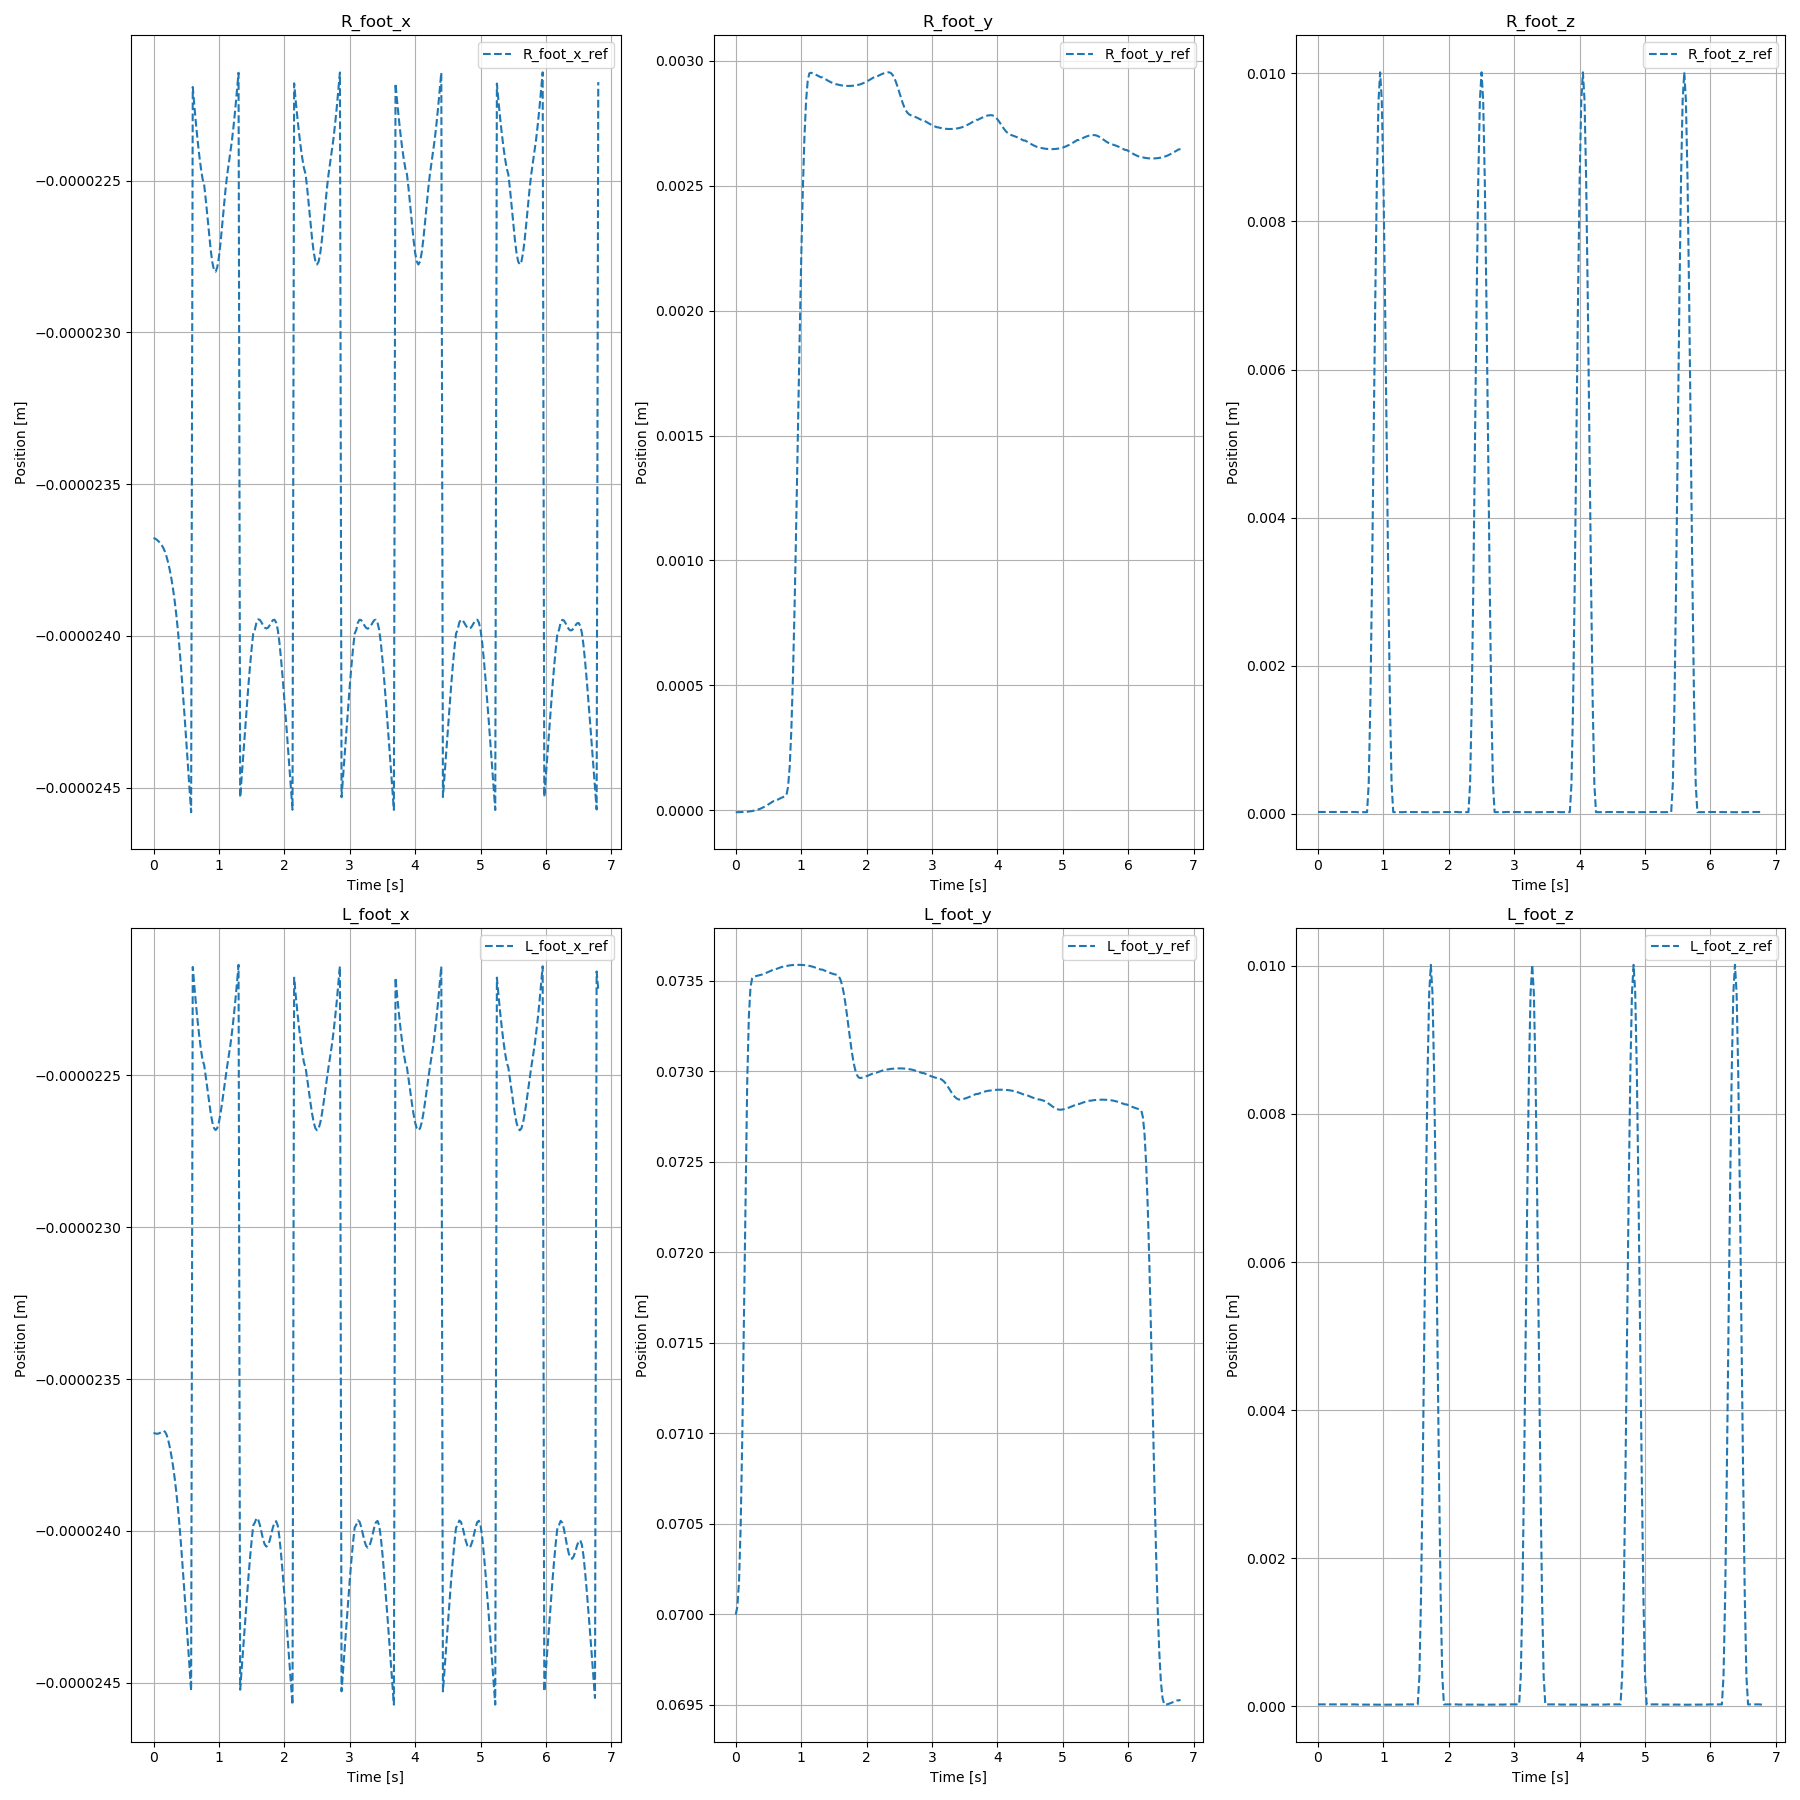 R_foot_x
R_foot_x_ref
−0.0000225
−0.0000230
−0.0000235
−0.0000240
−0.0000245
Position [m]
0 1 2 3 4 5 6 7
Time [s]
R_foot_y
R_foot_y_ref
0.0030
0.0025
0.0020
0.0015
0.0010
0.0005
0.0000
Position [m]
0 1 2 3 4 5 6 7
Time [s]
R_foot_z
R_foot_z_ref
0.010
0.008
0.006
0.004
0.002
0.000
Position [m]
0 1 2 3 4 5 6 7
Time [s]
L_foot_x
L_foot_x_ref
−0.0000225
−0.0000230
−0.0000235
−0.0000240
−0.0000245
Position [m]
0 1 2 3 4 5 6 7
Time [s]
L_foot_y
L_foot_y_ref
0.0735
0.0730
0.0725
0.0720
0.0715
0.0710
0.0705
0.0700
0.0695
Position [m]
0 1 2 3 4 5 6 7
Time [s]
L_foot_z
L_foot_z_ref
0.010
0.008
0.006
0.004
0.002
0.000
Position [m]
0 1 2 3 4 5 6 7
Time [s]